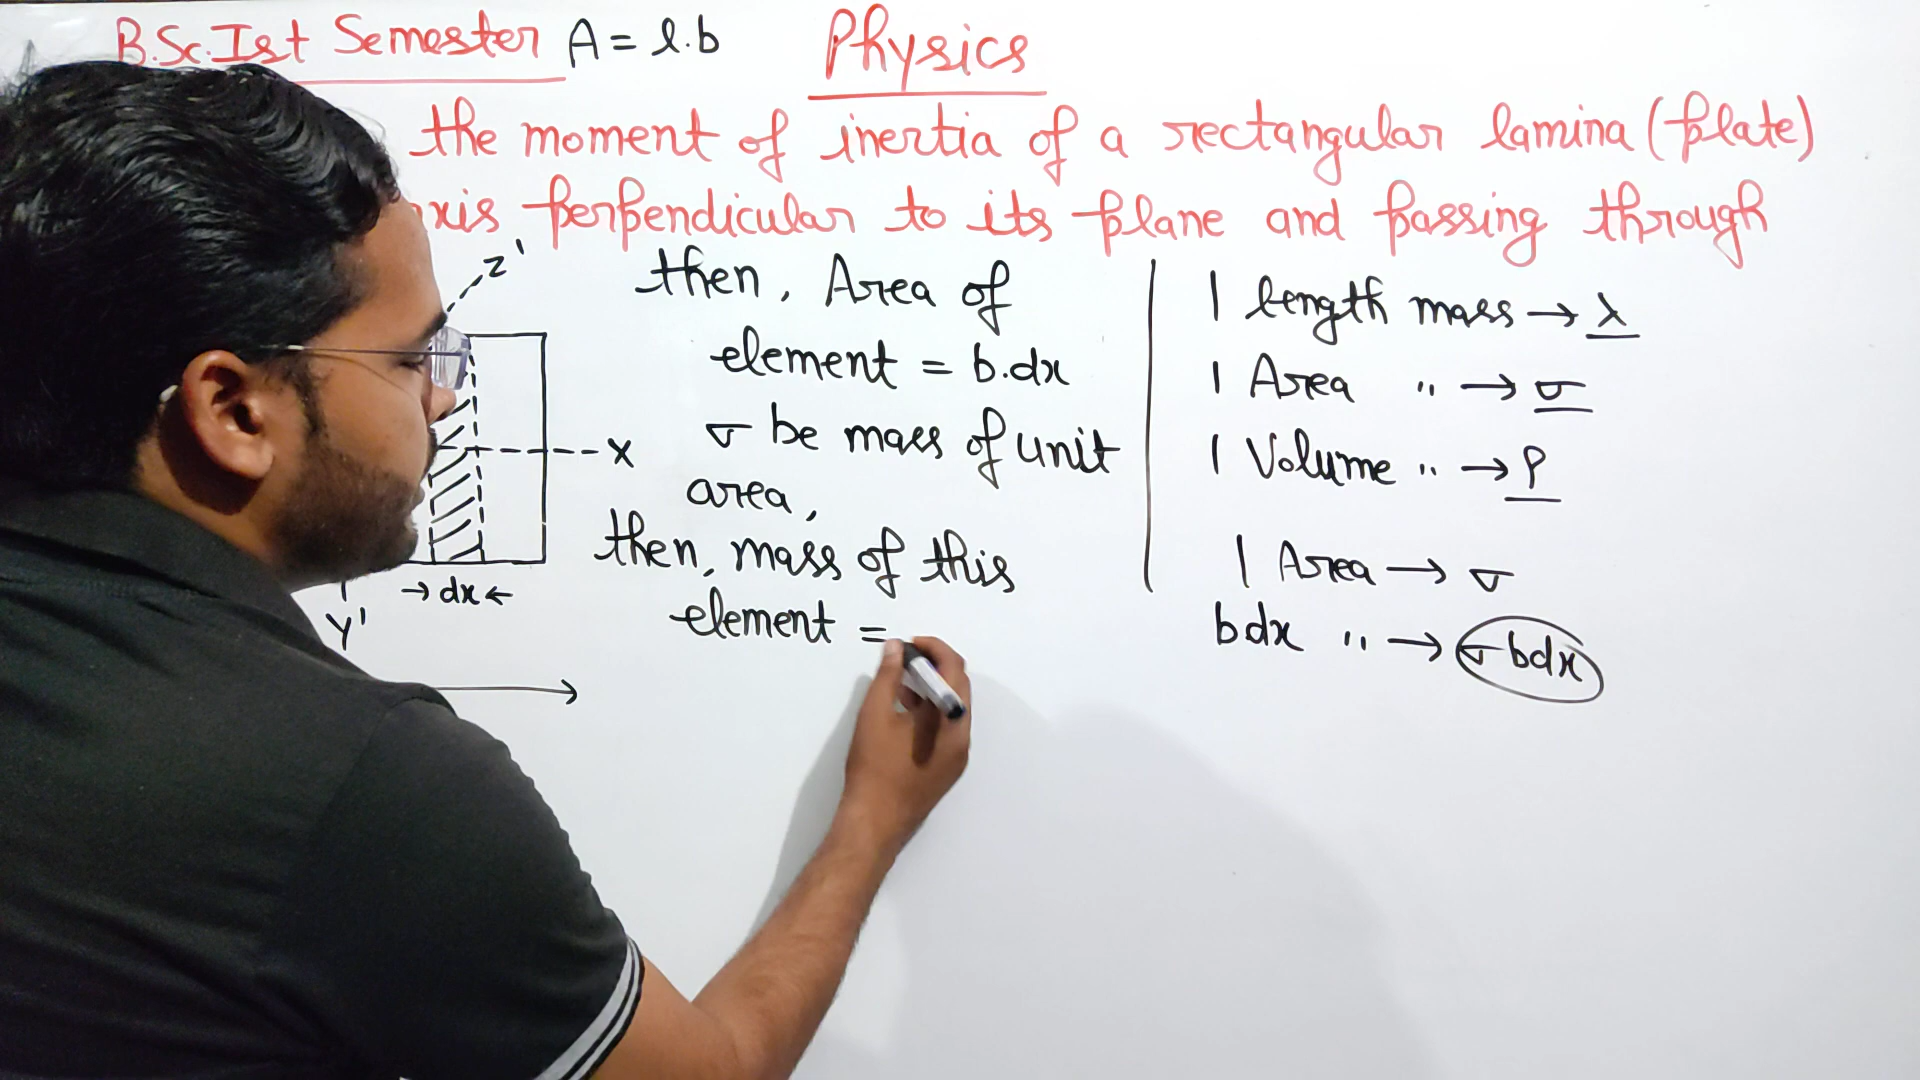 B.Sc. Ist Semester A = l.b Physics
the moment of inertia of a rectangular lamina (plate)
xis perpendicular to its plane and passing through
z'
x
→ dx ←
Y'
then, Area of
element = b.dx
σ be mass of unit
area,
then, mass of this
element =
1 length mass → λ
1 Area " → σ
1 Volume " → ρ
1 Area → σ
bdx " → σ bdx